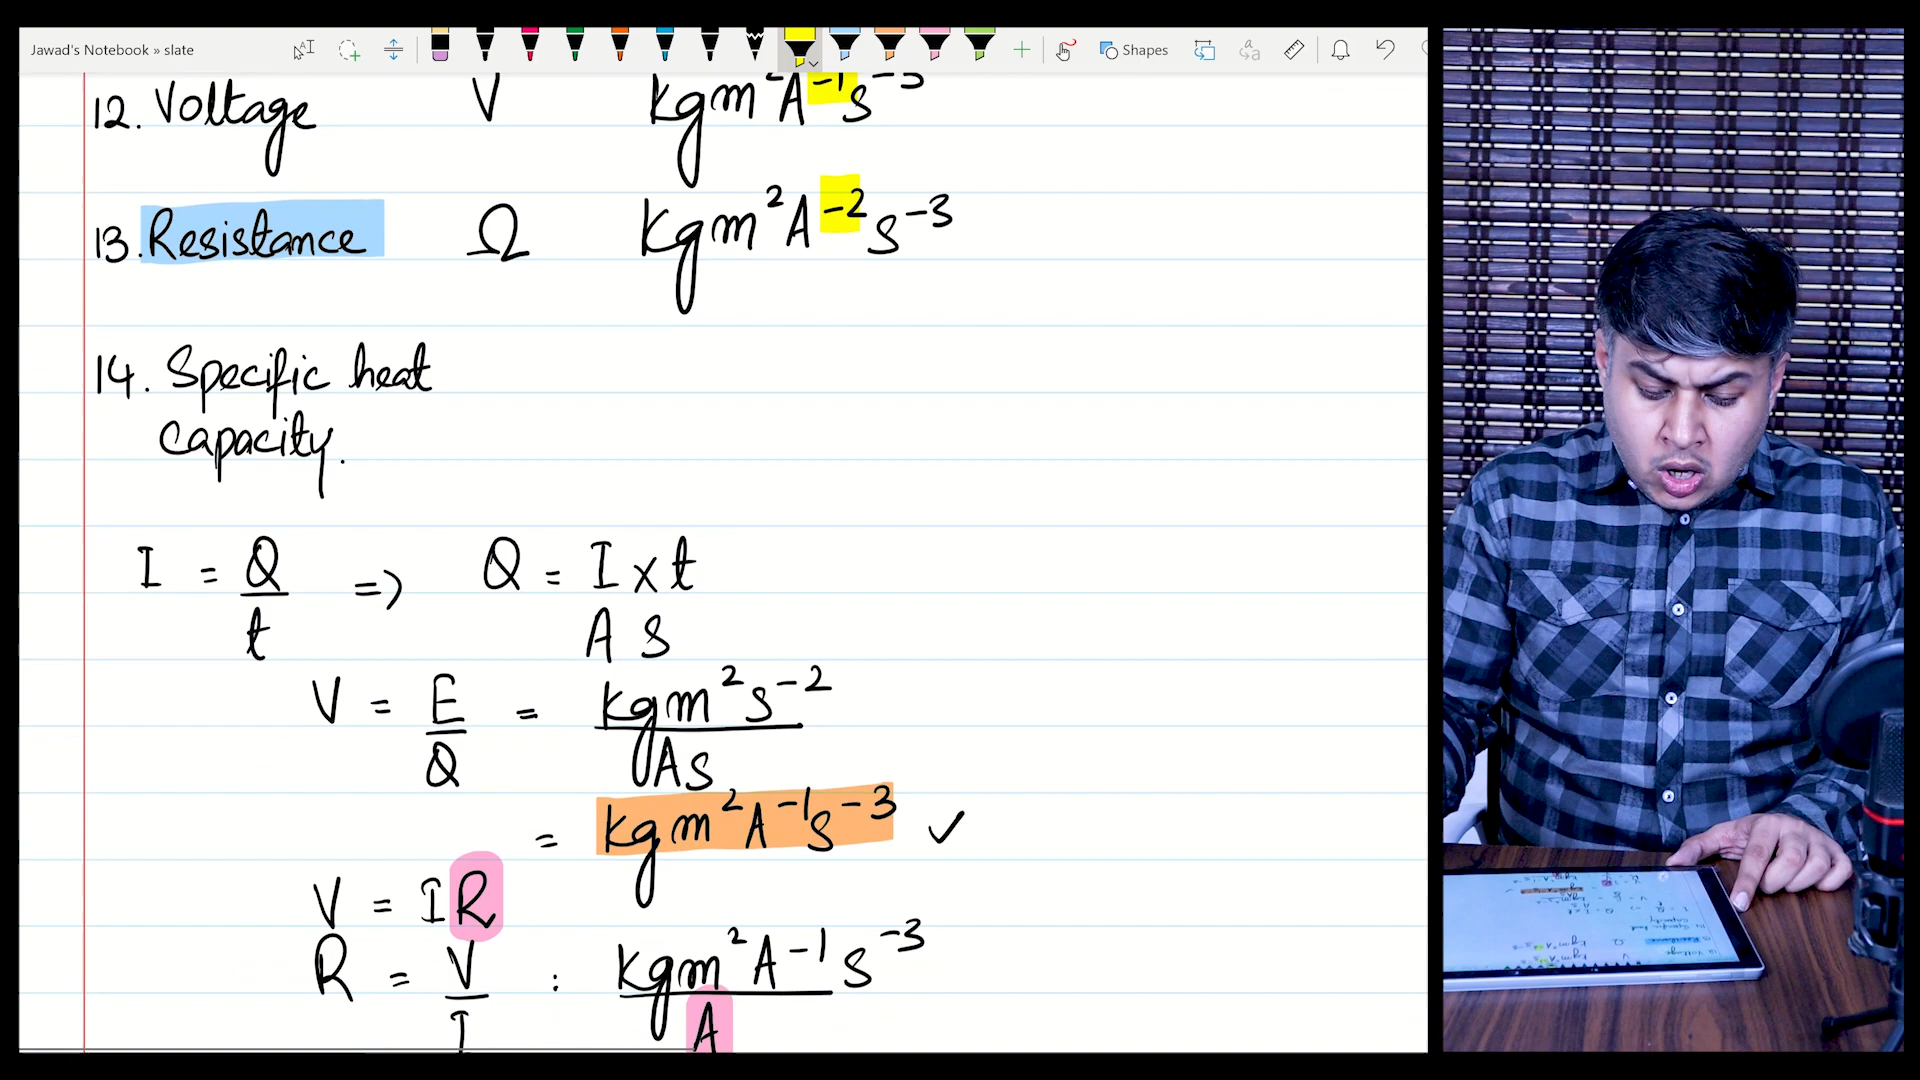 Jawad's Notebook » slate
Shapes
12. Voltage V kgm²A⁻¹s⁻³
13. Resistance Ω kgm²A⁻²s⁻³
14. Specific heat
capacity.
I = Q/t => Q = I x t
A s
V = E/Q = kgm²s⁻²/As
= kgm²A⁻¹s⁻³ ✓
V = IR
R = V/I : kgm²A⁻¹s⁻³/A